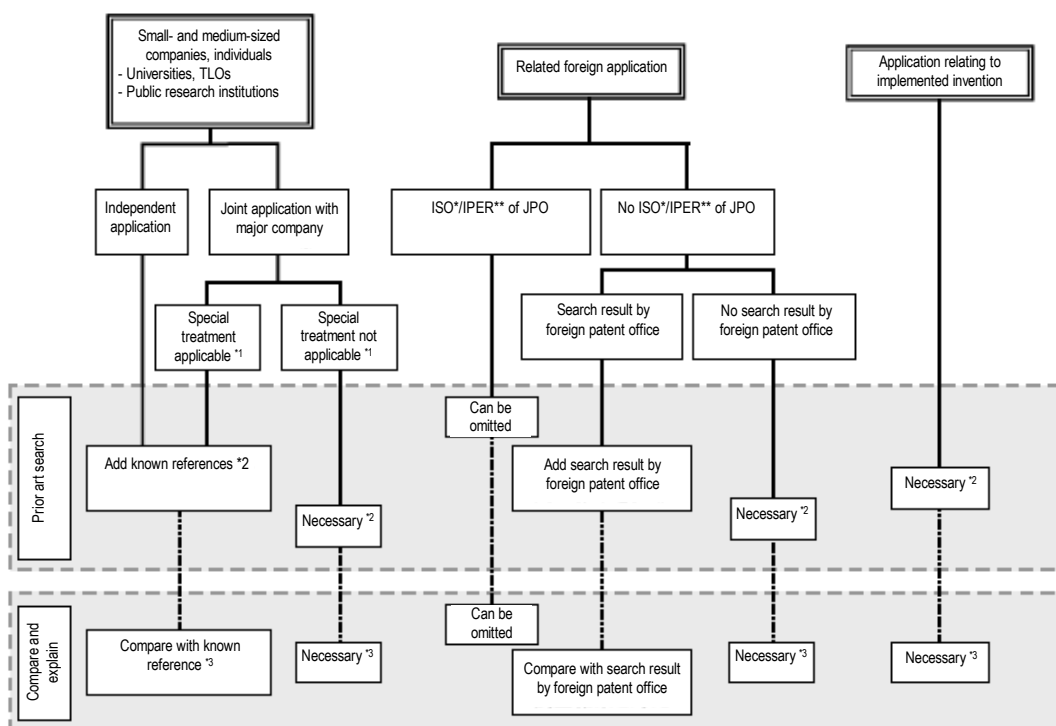 Small- and medium-sized
companies, individuals
- Universities, TLOs
- Public research institutions
Related foreign application
Application relating to
implemented invention
Independent
application
Joint application with
major company
ISO*/IPER** of JPO
No ISO*/IPER** of JPO
Special
treatment
applicable *1
Special
treatment not
applicable *1
Search result by
foreign patent office
No search result by
foreign patent office
Prior art search
Can be
omitted
Add known references *2
Add search result by
foreign patent office
Necessary *2
Necessary *2
Necessary *2
Compare and
explain
Can be
omitted
Compare with known
reference *3
Necessary *3
Compare with search result
by foreign patent office
Necessary *3
Necessary *3